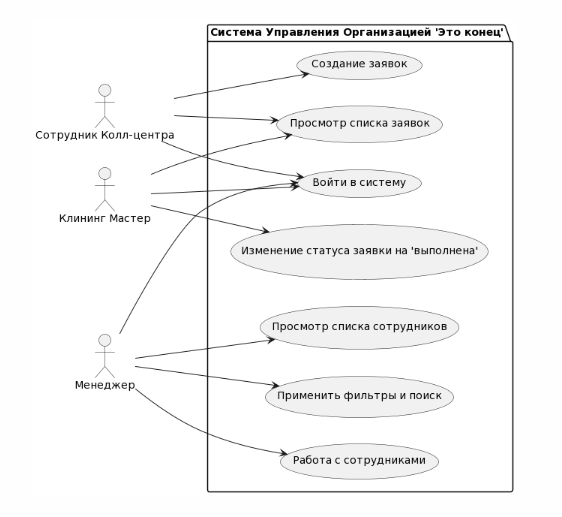 Система Управления Организацией 'Это конец'
Создание заявок
Сотрудник Колл-центра
Просмотр списка заявок
Войти в систему
Клининг Мастер
Изменение статуса заявки на 'выполнена'
Просмотр списка сотрудников
Менеджер
Применить фильтры и поиск
Работа с сотрудниками